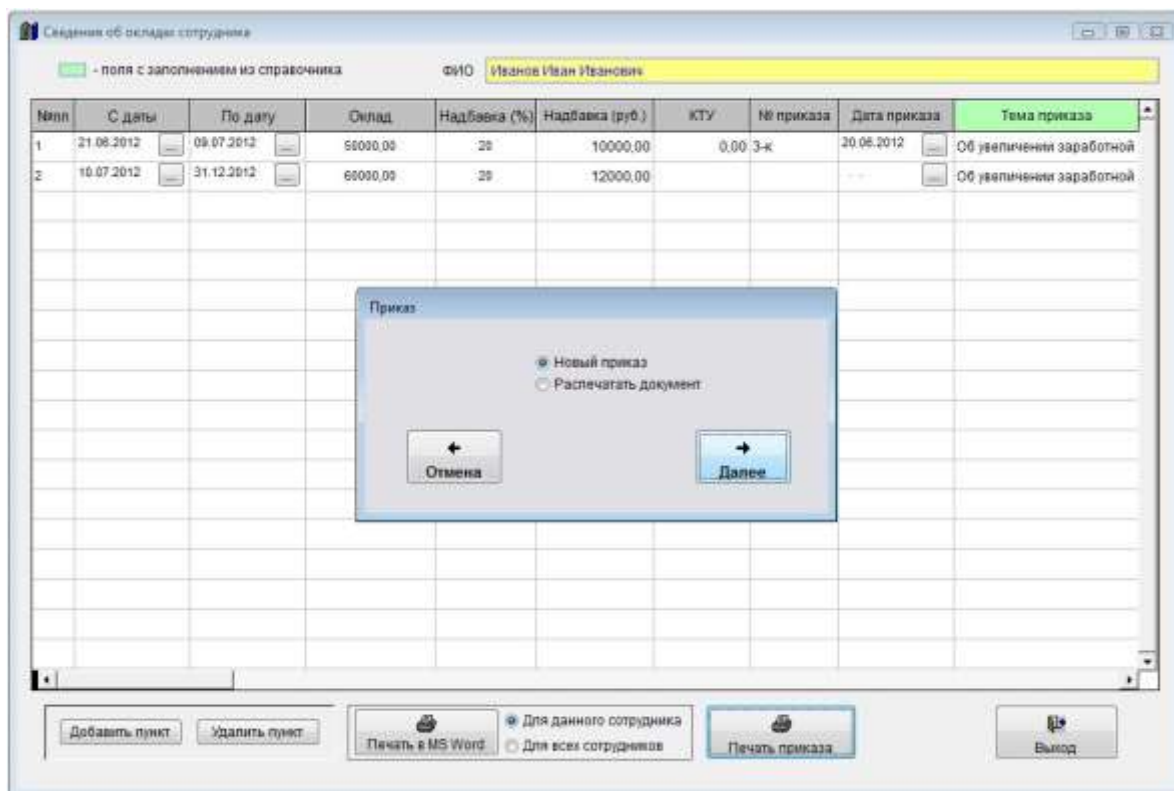 Сведения об окладах сотрудника
- поля с заполнением из справочника ФИО Иванов Иван Иванович
№пп С даты По дату Оклад Надбавка (%) Надбавка (руб.) КТУ № приказа Дата приказа Тема приказа
1 21.06.2012 ... 09.07.2012 ... 50000,00 20 10000,00 0,00 3-к 20.06.2012 ... Об увеличении заработной
2 10.07.2012 ... 31.12.2012 ... 60000,00 20 12000,00 - - ... Об увеличении заработной
Приказ
Новый приказ
Распечатать документ
Отмена Далее
Добавить пункт Удалить пункт Печать в MS Word Для данного сотрудника
Для всех сотрудников Печать приказа Выход